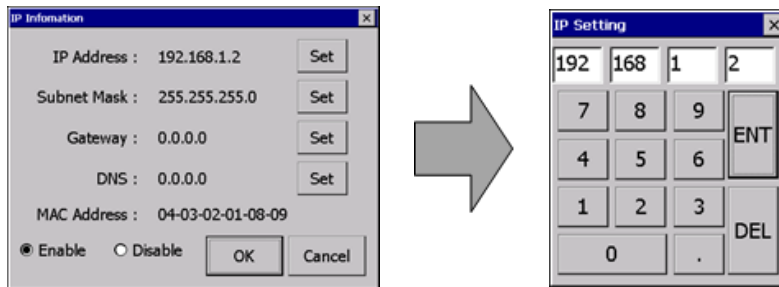 IP Infomation
IP Address : 192.168.1.2 Set
Subnet Mask : 255.255.255.0 Set
Gateway : 0.0.0.0 Set
DNS : 0.0.0.0 Set
MAC Address : 04-03-02-01-08-09
Enable Disable OK Cancel
IP Setting
192 168 1 2
7 8 9 ENT
4 5 6
1 2 3 DEL
0 .